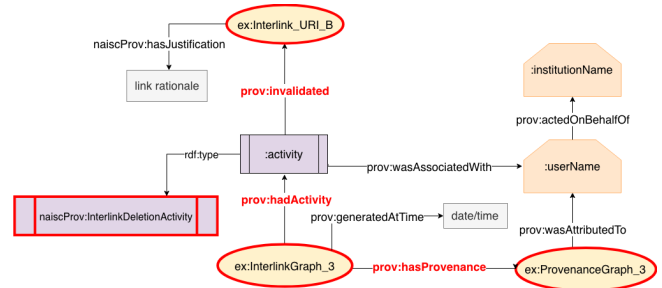 ex:Interlink_URI_B
naiscProv:hasJustification
link rationale
prov:invalidated
:institutionName
prov:actedOnBehalfOf
:activity
rdf:type
prov:wasAssociatedWith
:userName
naiscProv:InterlinkDeletionActivity
prov:hadActivity
prov:generatedAtTime
date/time
prov:wasAttributedTo
ex:InterlinkGraph_3
prov:hasProvenance
ex:ProvenanceGraph_3